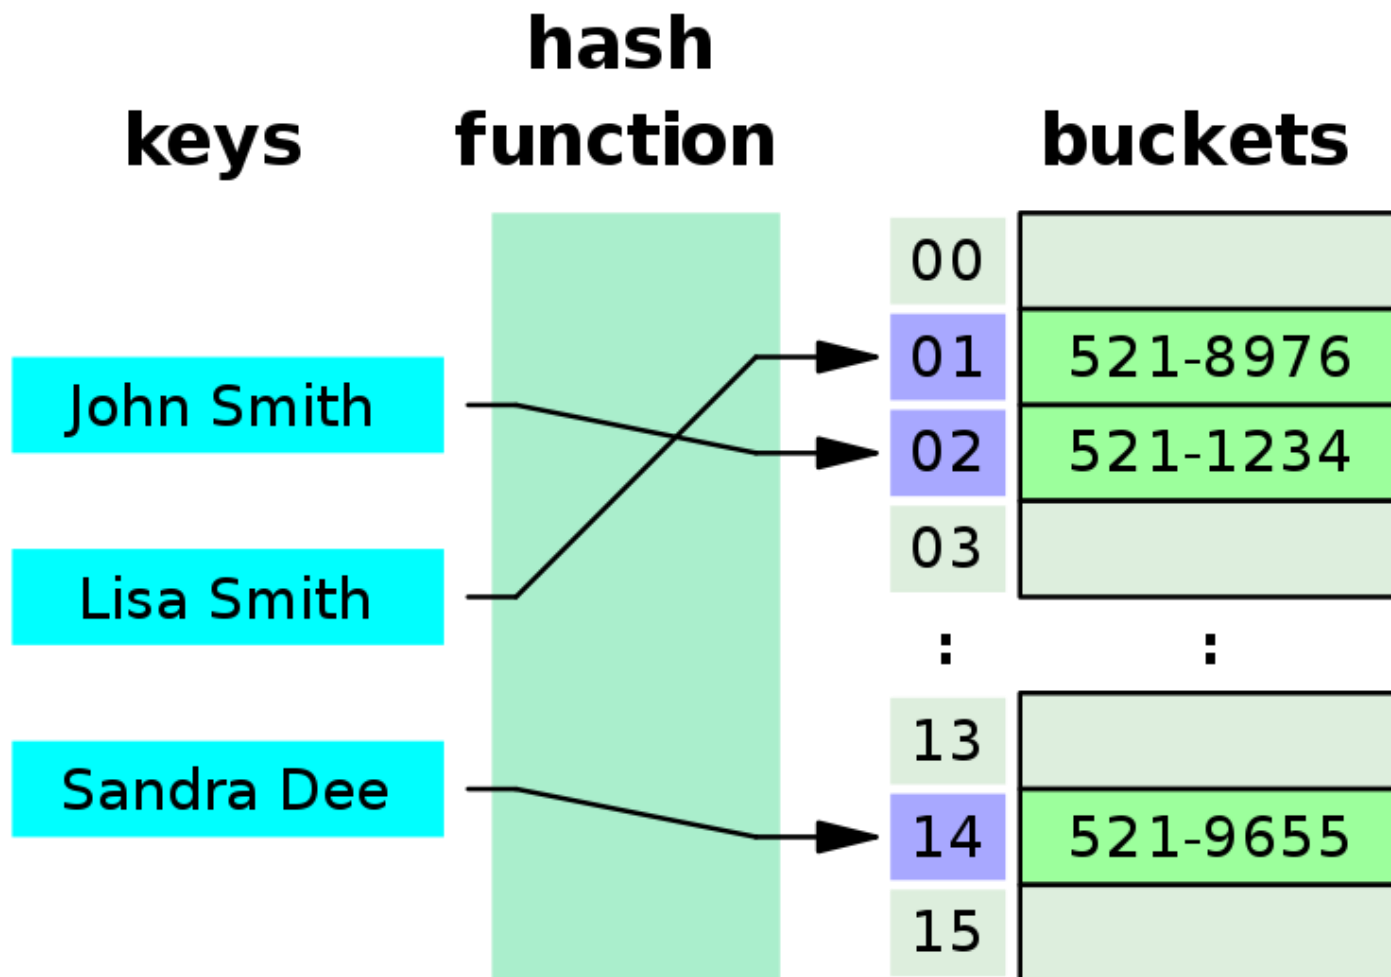 hash
keys function buckets
00
01 521-8976
John Smith
02 521-1234
03
Lisa Smith
: :
13
Sandra Dee
14 521-9655
15